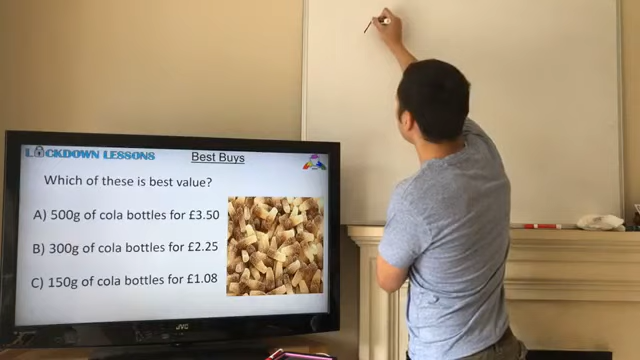 LOCKDOWN LESSONS
Best Buys
Which of these is best value?
A) 500g of cola bottles for £3.50
B) 300g of cola bottles for £2.25
C) 150g of cola bottles for £1.08
JVC